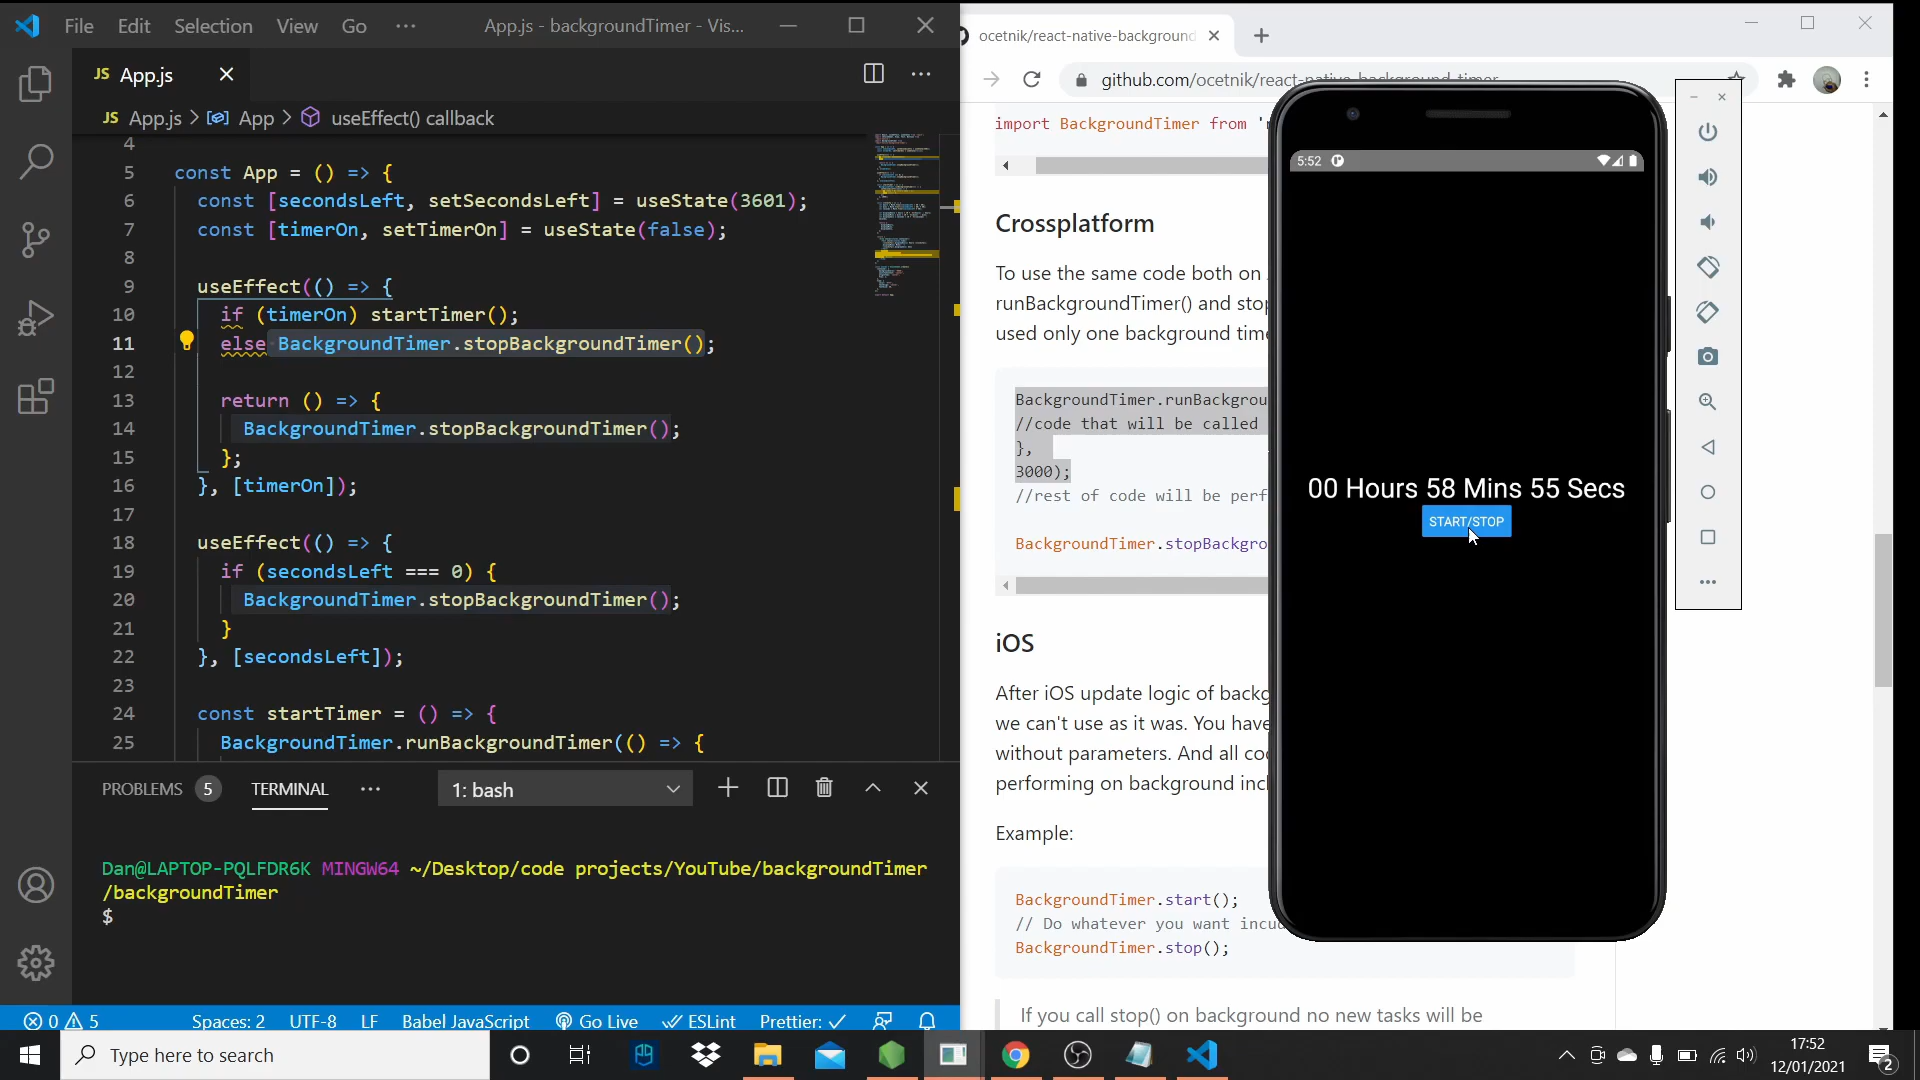 File Edit Selection View Go ··· App.js - backgroundTimer - Vis...
JS App.js
JS App.js > App > useEffect() callback
4
5 const App = () => {
6 const [secondsLeft, setSecondsLeft] = useState(3601);
7 const [timerOn, setTimerOn] = useState(false);
8
9 useEffect(() => {
10 if (timerOn) startTimer();
11 else BackgroundTimer.stopBackgroundTimer();
12
13 return () => {
14 BackgroundTimer.stopBackgroundTimer();
15 };
16 }, [timerOn]);
17
18 useEffect(() => {
19 if (secondsLeft === 0) {
20 BackgroundTimer.stopBackgroundTimer();
21 }
22 }, [secondsLeft]);
23
24 const startTimer = () => {
25 BackgroundTimer.runBackgroundTimer(() => {
PROBLEMS 5 TERMINAL ··· 1: bash
Dan@LAPTOP-PQLFDR6K MINGW64 ~/Desktop/code projects/YouTube/backgroundTimer
/backgroundTimer
$
0 5 Spaces: 2 UTF-8 LF Babel JavaScript Go Live ESLint Prettier: ✓
ocetnik/react-native-background
github.com/ocetnik/react-native-background-timer
import BackgroundTimer from '
Crossplatform
To use the same code both on
runBackgroundTimer() and stop
used only one background time
BackgroundTimer.runBackgrou
//code that will be called
},
3000);
//rest of code will be perf
BackgroundTimer.stopBackgro
iOS
After iOS update logic of backg
we can't use as it was. You have
without parameters. And all co
performing on background incl
Example:
BackgroundTimer.start();
// Do whatever you want incud
BackgroundTimer.stop();
If you call stop() on background no new tasks will be
5:52
00 Hours 58 Mins 55 Secs
START/STOP
Type here to search
17:52
12/01/2021
2